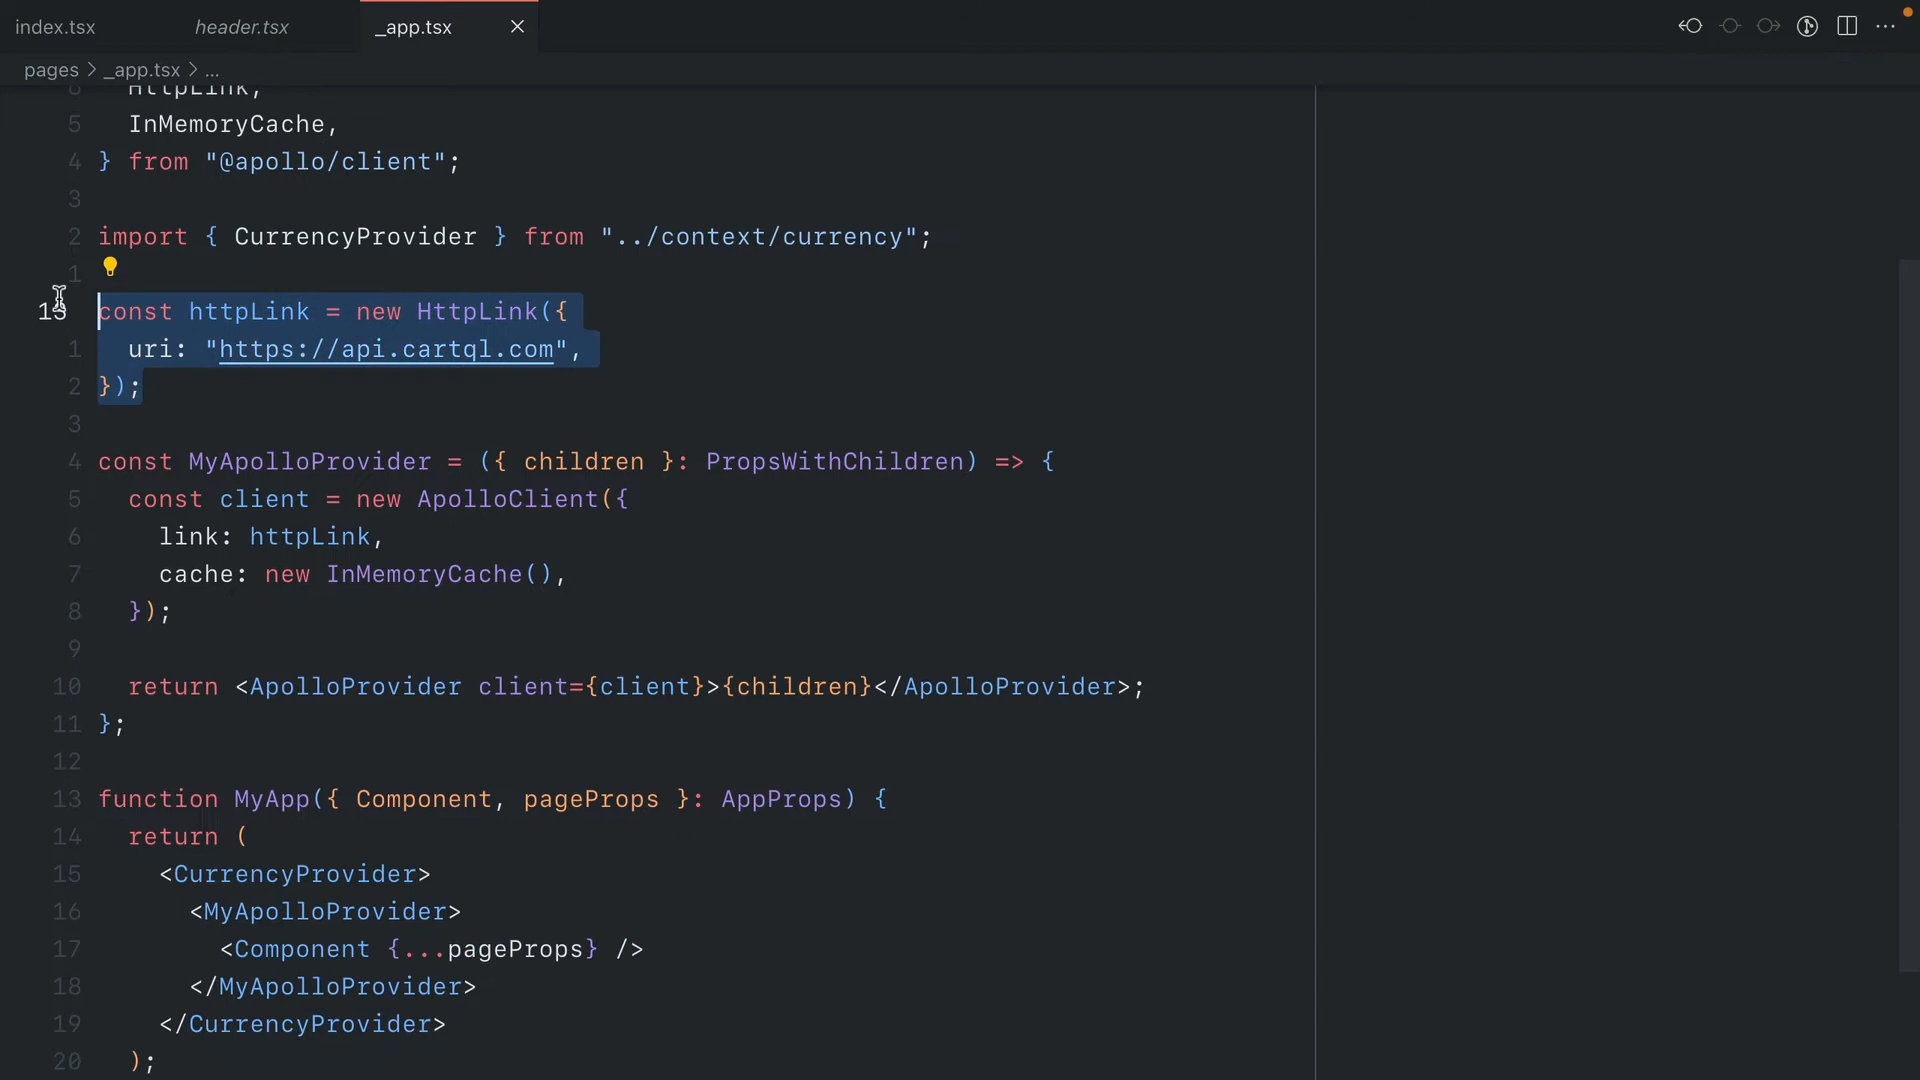 index.tsx header.tsx _app.tsx
pages > _app.tsx > ...
6 HttpLink,
5 InMemoryCache,
4 } from "@apollo/client";
3
2 import { CurrencyProvider } from "../context/currency";
1
13 const httpLink = new HttpLink({
1 uri: "https://api.cartql.com",
2 });
3
4 const MyApolloProvider = ({ children }: PropsWithChildren) => {
5 const client = new ApolloClient({
6 link: httpLink,
7 cache: new InMemoryCache(),
8 });
9
10 return <ApolloProvider client={client}>{children}</ApolloProvider>;
11 };
12
13 function MyApp({ Component, pageProps }: AppProps) {
14 return (
15 <CurrencyProvider>
16 <MyApolloProvider>
17 <Component {...pageProps} />
18 </MyApolloProvider>
19 </CurrencyProvider>
20 );